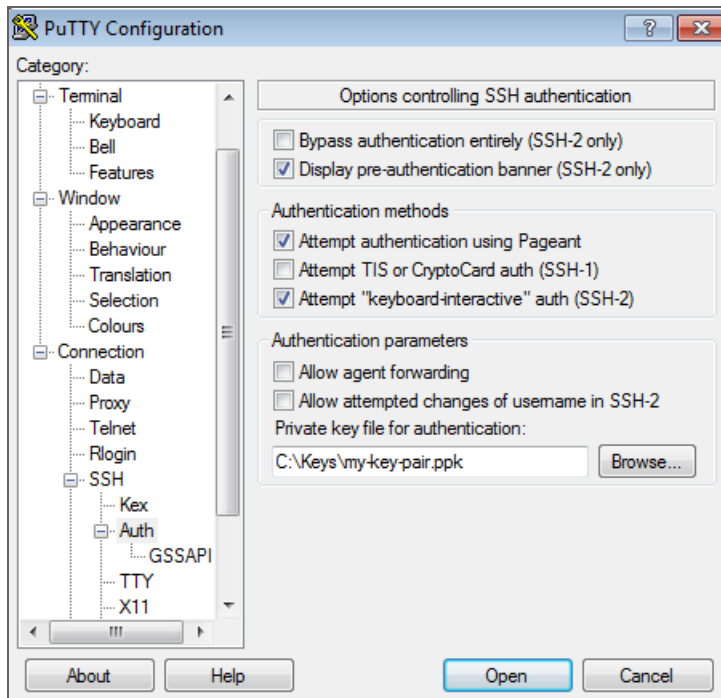 PuTTY Configuration
Category:
Terminal
Keyboard
Bell
Features
Window
Appearance
Behaviour
Translation
Selection
Colours
Connection
Data
Proxy
Telnet
Rlogin
SSH
Kex
Auth
GSSAPI
TTY
X11
Options controlling SSH authentication
Bypass authentication entirely (SSH-2 only)
Display pre-authentication banner (SSH-2 only)
Authentication methods
Attempt authentication using Pageant
Attempt TIS or CryptoCard auth (SSH-1)
Attempt "keyboard-interactive" auth (SSH-2)
Authentication parameters
Allow agent forwarding
Allow attempted changes of username in SSH-2
Private key file for authentication:
C:\Keys\my-key-pair.ppk
Browse...
About
Help
Open
Cancel